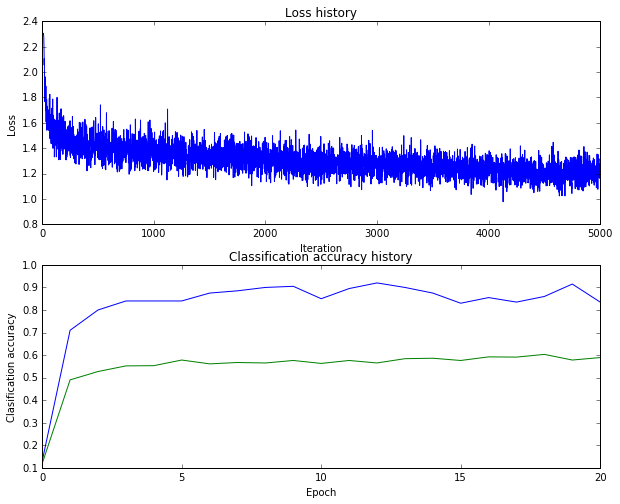 Loss history
2.4
2.2
2.0
1.8
1.6
1.4
1.2
1.0
0.8
Loss
0 1000 2000 3000 4000 5000
Iteration
Classification accuracy history
1.0
0.9
0.8
0.7
0.6
0.5
0.4
0.3
0.2
0.1
Clasification accuracy
0 5 10 15 20
Epoch